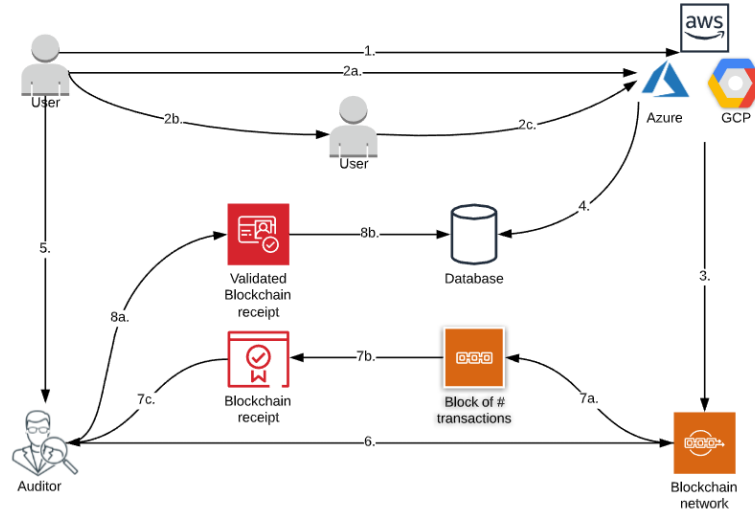 aws
1.
2a.
User
Azure
GCP
2b.
2c.
User
4.
5.
8b.
Validated
Blockchain
receipt
Database
3.
8a.
7b.
7c.
Blockchain
receipt
Block of #
transactions
7a.
6.
Auditor
Blockchain
network